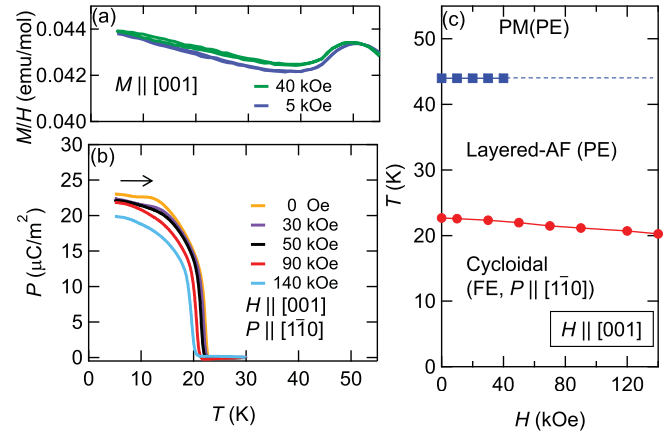 (a)
0.044
0.042
0.040
M/H (emu/mol)
M || [001]
40 kOe
5 kOe
(b)
30
25
20
15
10
5
0
P (μC/m²)
0 Oe
30 kOe
50 kOe
90 kOe
140 kOe
H || [001]
P || [11̄0]
0 10 20 30 40 50
T (K)
(c)
50
40
30
20
10
0
T (K)
PM(PE)
Layered-AF (PE)
Cycloidal
(FE, P || [11̄0])
H || [001]
0 40 80 120
H (kOe)